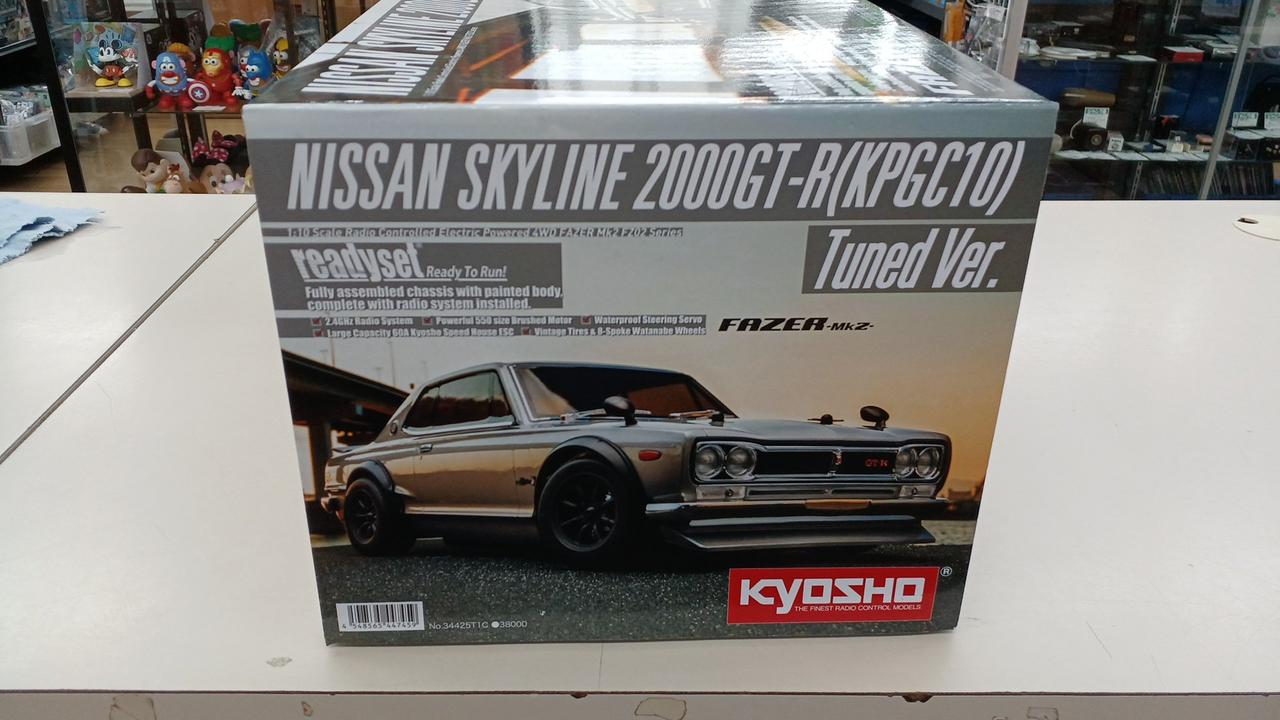 NISSAN SKYLINE 2000GT-R(KPGC10)
1:10 Scale Radio Controlled Electric Powered 4WD FAZER Mk2 FZ02 Series
readyset Ready To Run!
Tuned Ver.
Fully assembled chassis with painted body,
complete with radio system installed.
2.4GHz Radio System Powerful 550 size Brushed Motor Waterproof Steering Servo
Large Capacity 60A Kyosho Speed House ESC Vintage Tires & 8-Spoke Watanabe Wheels
FAZER-Mk2-
GT-R
KYOSHO®
THE FINEST RADIO CONTROL MODELS
4 548565 447435
No.34425T1C ●38000